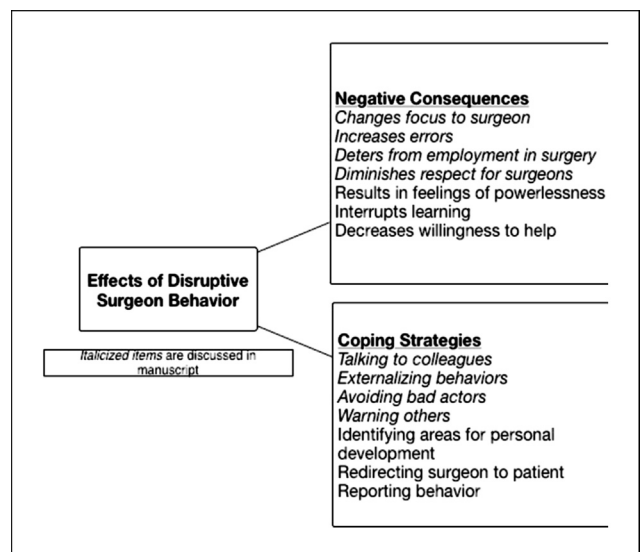 Negative Consequences
Changes focus to surgeon
Increases errors
Deters from employment in surgery
Diminishes respect for surgeons
Results in feelings of powerlessness
Interrupts learning
Decreases willingness to help
Effects of Disruptive
Surgeon Behavior
Italicized items are discussed in
manuscript
Coping Strategies
Talking to colleagues
Externalizing behaviors
Avoiding bad actors
Warning others
Identifying areas for personal
development
Redirecting surgeon to patient
Reporting behavior